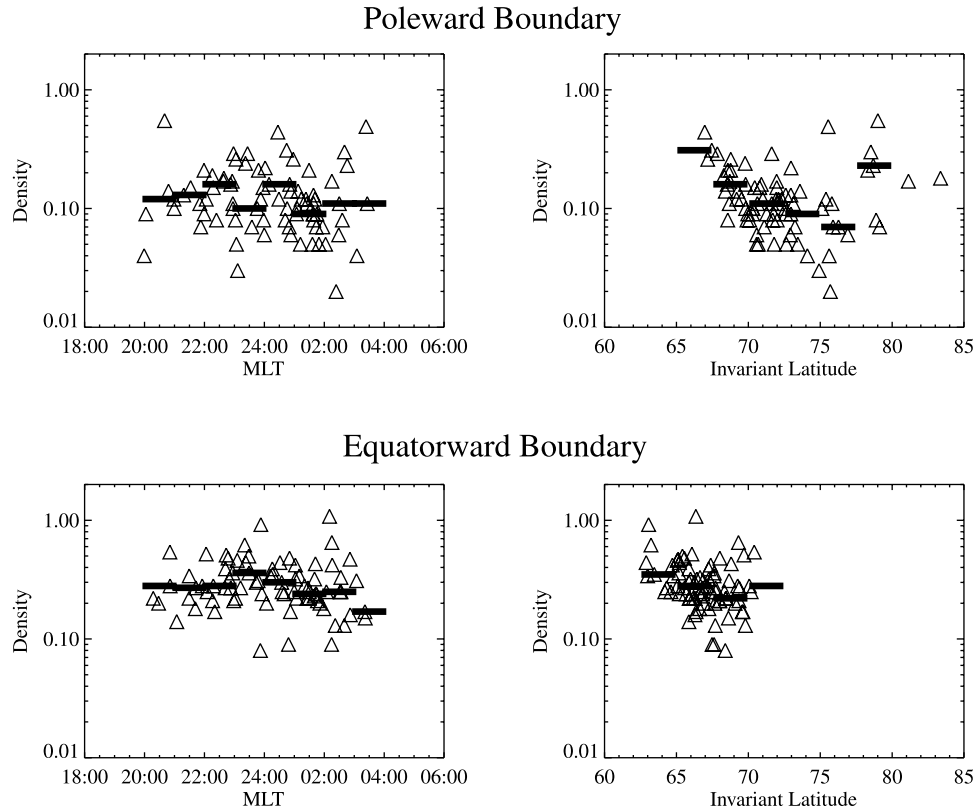 Poleward Boundary
1.00
0.10
0.01
Density
18:00 20:00 22:00 24:00 02:00 04:00 06:00
MLT
1.00
0.10
0.01
Density
60 65 70 75 80 85
Invariant Latitude
Equatorward Boundary
1.00
0.10
0.01
Density
18:00 20:00 22:00 24:00 02:00 04:00 06:00
MLT
1.00
0.10
0.01
Density
60 65 70 75 80 85
Invariant Latitude